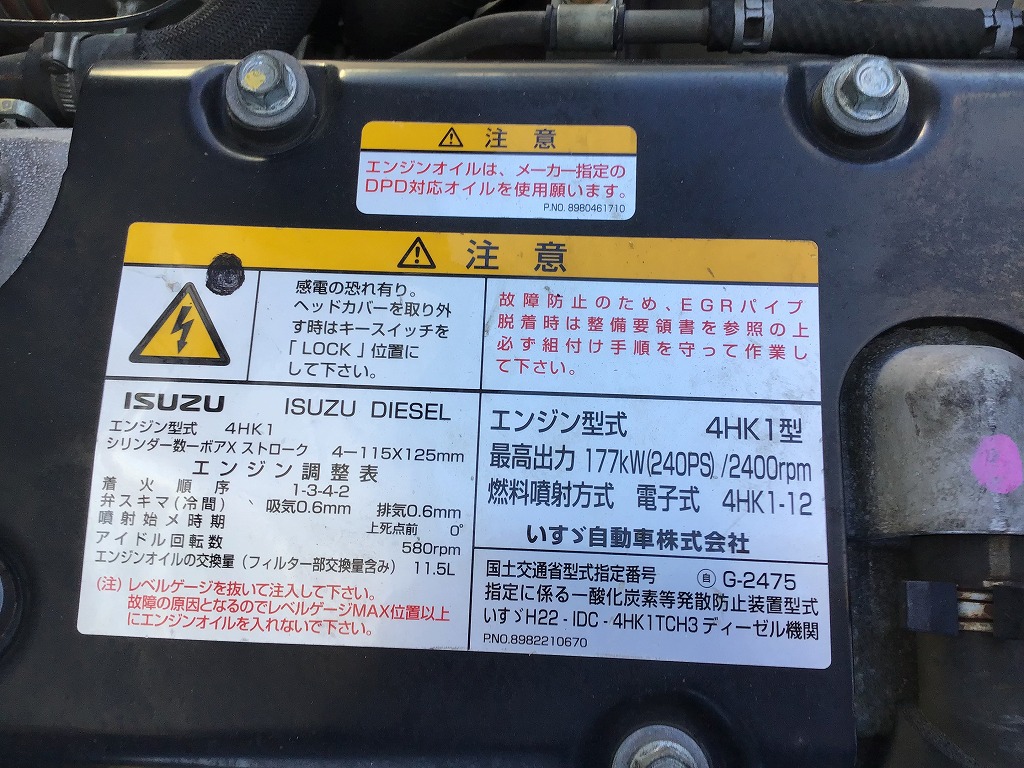 注意
エンジンオイルは、メーカー指定の
DPD対応オイルを使用願います。
P.NO. 8980461710
注意
感電の恐れ有り。
ヘッドカバーを取り外
す時はキースイッチを
「LOCK」位置に
して下さい。
故障防止のため、EGRパイプ
脱着時は整備要領書を参照の上
必ず組付け手順を守って作業し
て下さい。
ISUZU ISUZU DIESEL
エンジン型式 4HK1
シリンダー数ーボアX ストローク 4－115X125mm
エンジン調整表
着火順序 1-3-4-2
弁スキマ(冷間) 吸気0.6mm 排気0.6mm
噴射始メ時期 上死点前 0°
アイドル回転数 580rpm
エンジンオイルの交換量(フィルター部交換量含み) 11.5L
(注) レベルゲージを抜いて注入して下さい。
故障の原因となるのでレベルゲージMAX位置以上
にエンジンオイルを入れないで下さい。
エンジン型式 4HK1型
最高出力 177kW(240PS)/2400rpm
燃料噴射方式 電子式 4HK1-12
いすゞ自動車株式会社
国土交通省型式指定番号 ㊐ G-2475
指定に係る一酸化炭素等発散防止装置型式
いすゞH22-IDC-4HK1TCH3ディーゼル機関
P.NO.8982210670